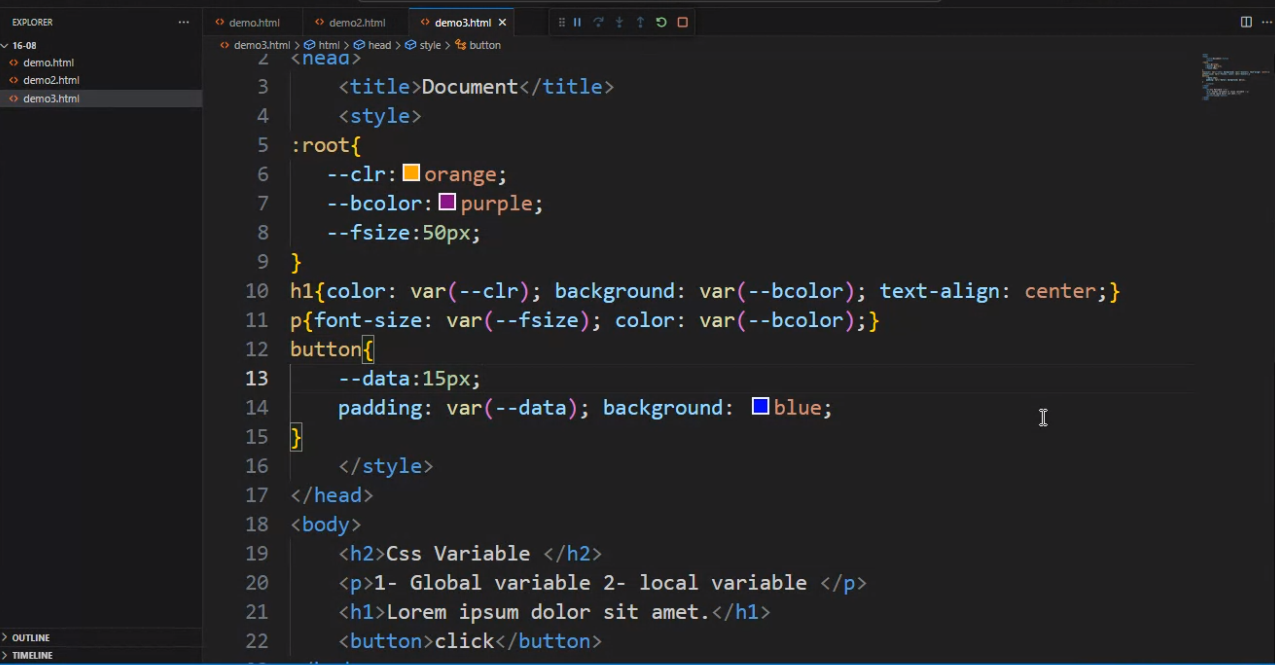 EXPLORER
16-08
demo.html
demo2.html
demo3.html
OUTLINE
TIMELINE
demo.html demo2.html demo3.html
demo3.html > html > head > style > button
2 <head>
3 <title>Document</title>
4 <style>
5 :root{
6 --clr:orange;
7 --bcolor:purple;
8 --fsize:50px;
9 }
10 h1{color: var(--clr); background: var(--bcolor); text-align: center;}
11 p{font-size: var(--fsize); color: var(--bcolor);}
12 button{
13 --data:15px;
14 padding: var(--data); background: blue;
15 }
16 </style>
17 </head>
18 <body>
19 <h2>Css Variable </h2>
20 <p>1- Global variable 2- local variable </p>
21 <h1>Lorem ipsum dolor sit amet.</h1>
22 <button>click</button>